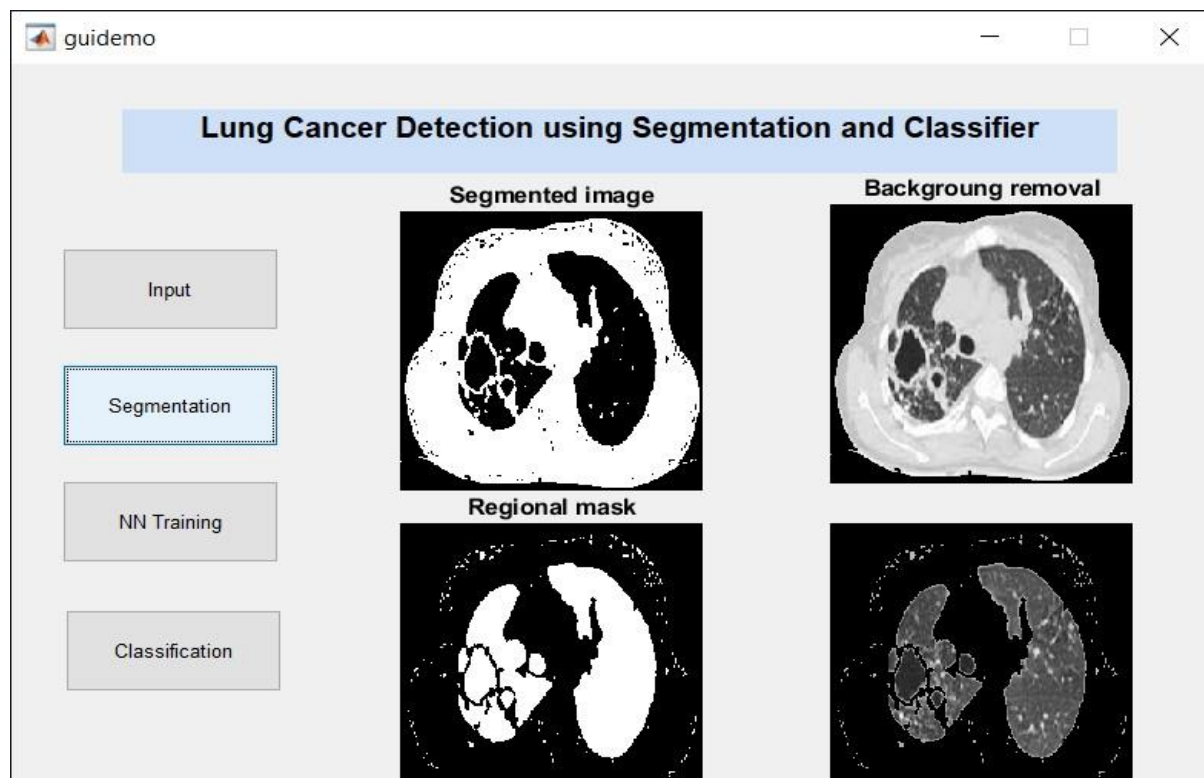 guidemo
Lung Cancer Detection using Segmentation and Classifier
Segmented image
Backgroung removal
Input
Segmentation
Regional mask
NN Training
Classification